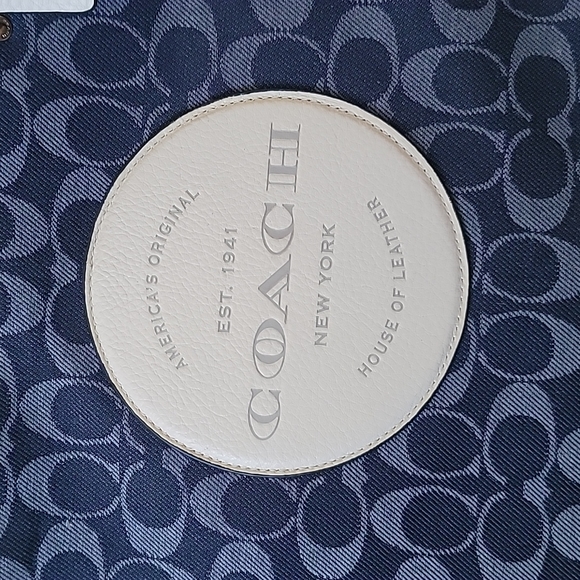 AMERICA'S ORIGINAL
EST. 1941
COACH
NEW YORK
HOUSE OF LEATHER